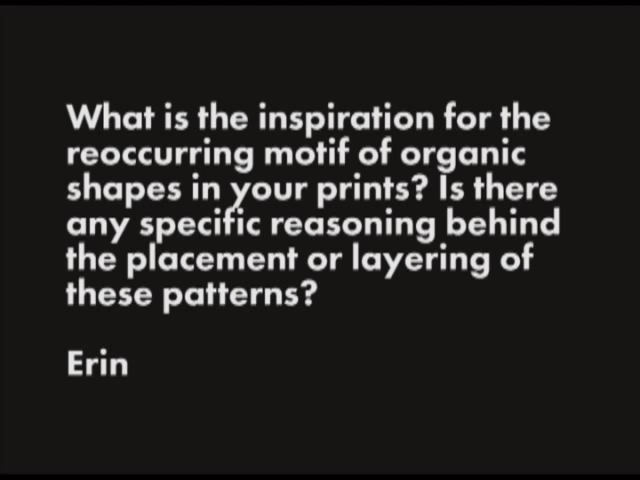 What is the inspiration for the
reoccurring motif of organic
shapes in your prints? Is there
any specific reasoning behind
the placement or layering of
these patterns?
Erin